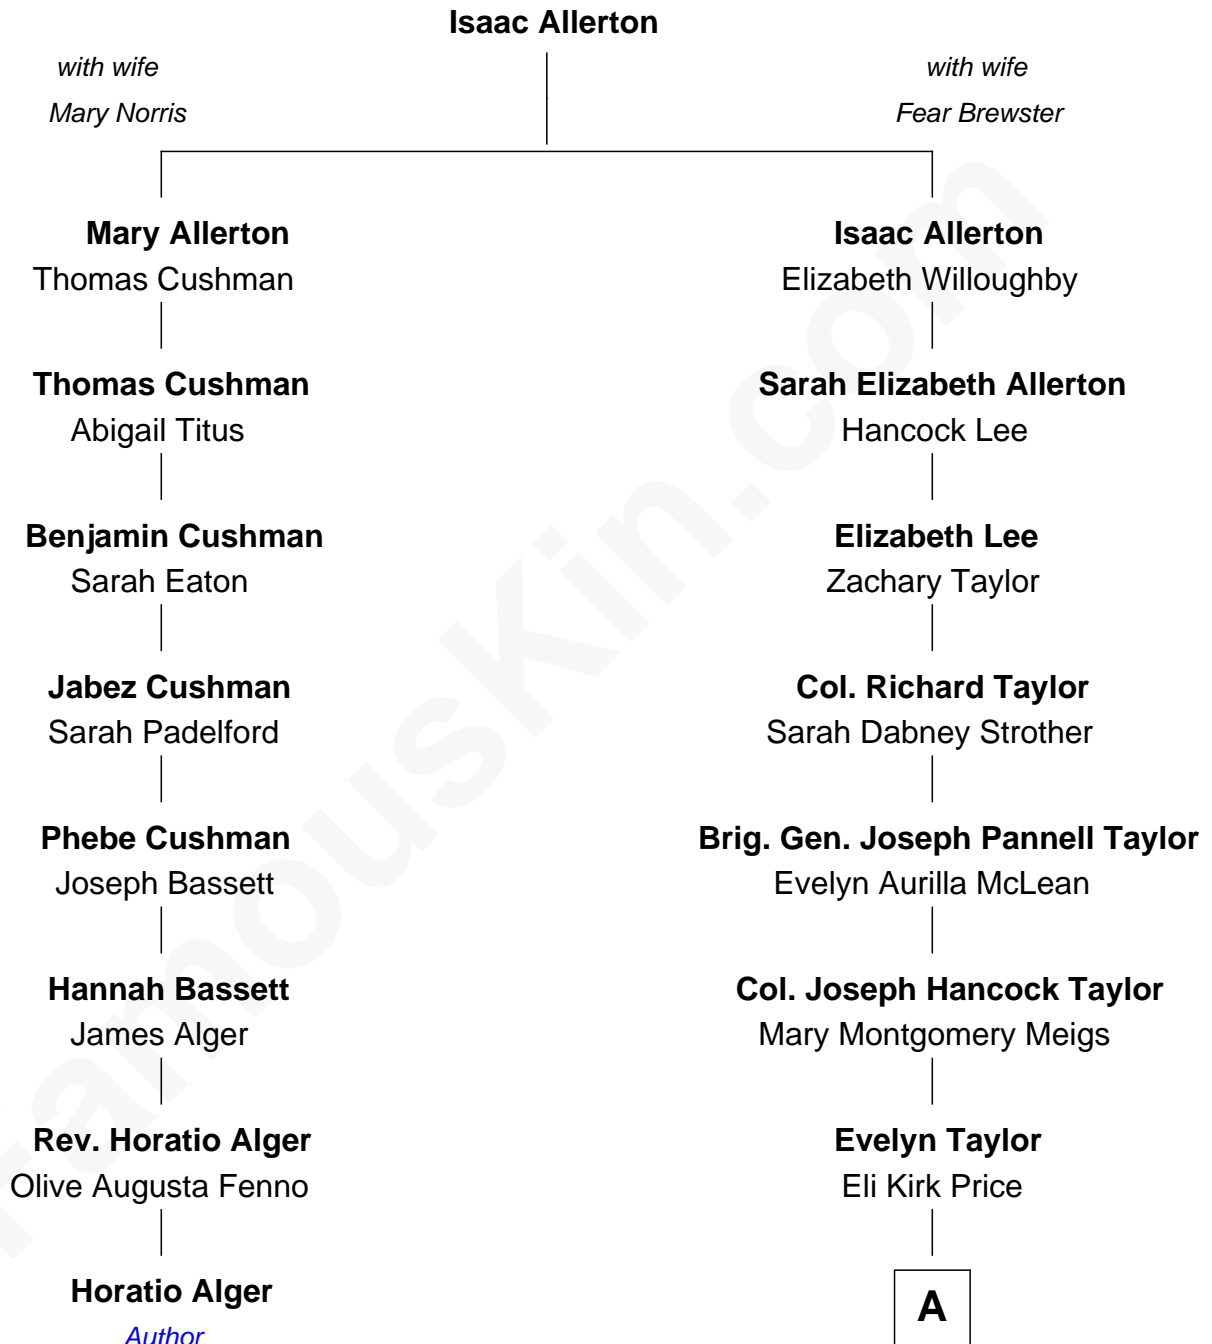 Isaac Allerton
with wife
Mary Norris
with wife
Fear Brewster
Mary Allerton
Thomas Cushman
Isaac Allerton
Elizabeth Willoughby
Thomas Cushman
Abigail Titus
Sarah Elizabeth Allerton
Hancock Lee
Benjamin Cushman
Sarah Eaton
Elizabeth Lee
Zachary Taylor
Jabez Cushman
Sarah Padelford
Col. Richard Taylor
Sarah Dabney Strother
Phebe Cushman
Joseph Bassett
Brig. Gen. Joseph Pannell Taylor
Evelyn Aurilla McLean
Hannah Bassett
James Alger
Col. Joseph Hancock Taylor
Mary Montgomery Meigs
Rev. Horatio Alger
Olive Augusta Fenno
Evelyn Taylor
Eli Kirk Price
Horatio Alger
Author
A
FamousKin.com